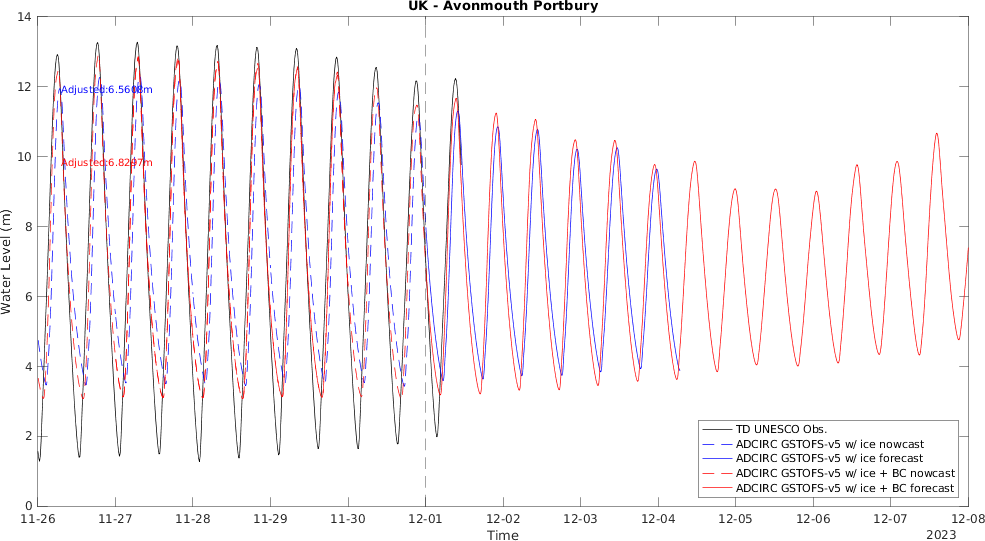 UK - Avonmouth Portbury
14
12
10
8
6
4
2
0
Water Level (m)
Adjusted:6.5608m
Adjusted:6.8297m
TD UNESCO Obs.
ADCIRC GSTOFS-v5 w/ ice nowcast
ADCIRC GSTOFS-v5 w/ ice forecast
ADCIRC GSTOFS-v5 w/ ice + BC nowcast
ADCIRC GSTOFS-v5 w/ ice + BC forecast
11-26 11-27 11-28 11-29 11-30 12-01 12-02 12-03 12-04 12-05 12-06 12-07 12-08
Time
2023